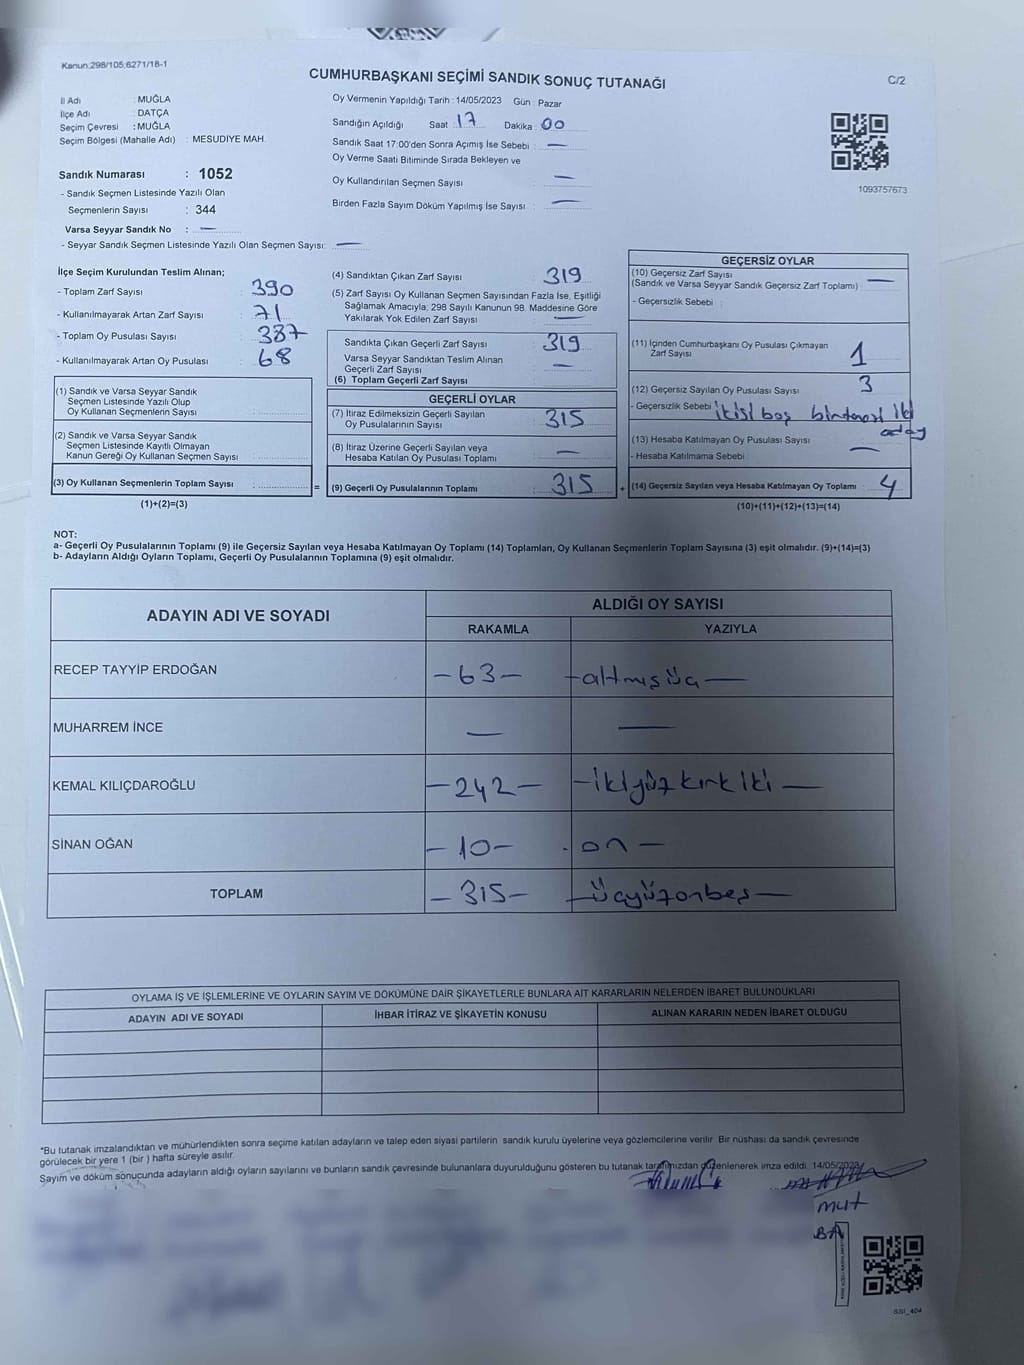 Kanun:298/105;6271/18-1
CUMHURBAŞKANI SEÇİMİ SANDIK SONUÇ TUTANAĞI
C/2
İl Adı : MUĞLA
İlçe Adı : DATÇA
Seçim Çevresi : MUĞLA
Seçim Bölgesi (Mahalle Adı) : MESUDİYE MAH.
Sandık Numarası : 1052
- Sandık Seçmen Listesinde Yazılı Olan
Seçmenlerin Sayısı : 344
Varsa Seyyar Sandık No : —
- Seyyar Sandık Seçmen Listesinde Yazılı Olan Seçmen Sayısı: —
Oy Vermenin Yapıldığı Tarih : 14/05/2023 Gün : Pazar
Sandığın Açıldığı Saat : 17 Dakika : 00
Sandık Saat 17:00'den Sonra Açımış İse Sebebi : —
Oy Verme Saati Bitiminde Sırada Bekleyen ve
Oy Kullandırılan Seçmen Sayısı : —
Birden Fazla Sayım Döküm Yapılmış İse Sayısı : —
1093757673
İlçe Seçim Kurulundan Teslim Alınan;
- Toplam Zarf Sayısı : 390
- Kullanılmayarak Artan Zarf Sayısı : 71
- Toplam Oy Pusulası Sayısı : 387
- Kullanılmayarak Artan Oy Pusulası : 68
(1) Sandık ve Varsa Seyyar Sandık
Seçmen Listesinde Yazılı Olup
Oy Kullanan Seçmenlerin Sayısı :
(2) Sandık ve Varsa Seyyar Sandık
Seçmen Listesinde Kayıtlı Olmayan
Kanun Gereği Oy Kullanan Seçmen Sayısı :
(3) Oy Kullanan Seçmenlerin Toplam Sayısı : =
(1)+(2)=(3)
(4) Sandıktan Çıkan Zarf Sayısı : 319
(5) Zarf Sayısı Oy Kullanan Seçmen Sayısından Fazla İse, Eşitliği
Sağlamak Amacıyla; 298 Sayılı Kanunun 98. Maddesine Göre
Yakılarak Yok Edilen Zarf Sayısı : —
Sandıkta Çıkan Geçerli Zarf Sayısı : 319
Varsa Seyyar Sandıktan Teslim Alınan
Geçerli Zarf Sayısı : —
(6) Toplam Geçerli Zarf Sayısı :
GEÇERLİ OYLAR
(7) İtiraz Edilmeksizin Geçerli Sayılan
Oy Pusulalarının Sayısı : 315
(8) İtiraz Üzerine Geçerli Sayılan veya
Hesaba Katılan Oy Pusulası Toplamı : —
(9) Geçerli Oy Pusulalarının Toplamı : 315 +
GEÇERSİZ OYLAR
(10) Geçersiz Zarf Sayısı
(Sandık ve Varsa Seyyar Sandık Geçersiz Zarf Toplamı) : —
- Geçersizlik Sebebi :
(11) İçinden Cumhurbaşkanı Oy Pusulası Çıkmayan
Zarf Sayısı : 1
(12) Geçersiz Sayılan Oy Pusulası Sayısı : 3
- Geçersizlik Sebebi : ikisi boş birtanesi iki
aday
(13) Hesaba Katılmayan Oy Pusulası Sayısı : —
- Hesaba Katılmama Sebebi :
(14) Geçersiz Sayılan veya Hesaba Katılmayan Oy Toplamı : 4
(10)+(11)+(12)+(13)=(14)
NOT:
a- Geçerli Oy Pusulalarının Toplamı (9) ile Geçersiz Sayılan veya Hesaba Katılmayan Oy Toplamı (14) Toplamları, Oy Kullanan Seçmenlerin Toplam Sayısına (3) eşit olmalıdır. (9)+(14)=(3)
b- Adayların Aldığı Oyların Toplamı, Geçerli Oy Pusulalarının Toplamına (9) eşit olmalıdır.
ADAYIN ADI VE SOYADI
ALDIĞI OY SAYISI
RAKAMLA YAZIYLA
RECEP TAYYİP ERDOĞAN -63- -altmışüç-
MUHARREM İNCE — —
KEMAL KILIÇDAROĞLU -242- -ikiyüzkırkiki-
SİNAN OĞAN -10- -on-
TOPLAM -315- -üçyüzonbeş-
OYLAMA İŞ VE İŞLEMLERİNE VE OYLARIN SAYIM VE DÖKÜMÜNE DAİR ŞİKAYETLERLE BUNLARA AİT KARARLARIN NELERDEN İBARET BULUNDUKLARI
ADAYIN ADI VE SOYADI İHBAR İTİRAZ VE ŞİKAYETİN KONUSU ALINAN KARARIN NEDEN İBARET OLDUĞU
*Bu tutanak imzalandıktan ve mühürlendikten sonra seçime katılan adayların ve talep eden siyasi partilerin sandık kurulu üyelerine veya gözlemcilerine verilir. Bir nüshası da sandık çevresinde
görülecek bir yere 1 (bir ) hafta süreyle asılır.
Sayım ve döküm sonucunda adayların aldığı oyların sayılarını ve bunların sandık çevresinde bulunanlara duyurulduğunu gösteren bu tutanak tarafımızdan düzenlenerek imza edildi. 14/05/2023
mut
BA
SSI_404